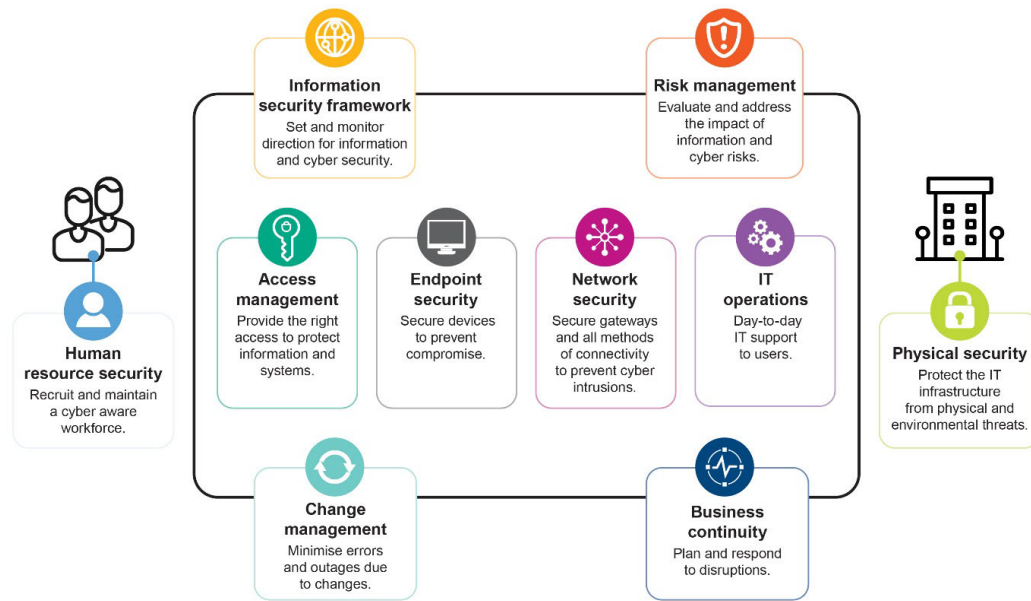 Information
security framework
Set and monitor
direction for information
and cyber security.
Risk management
Evaluate and address
the impact of
information and
cyber risks.
Human
resource security
Recruit and maintain
a cyber aware
workforce.
Access
management
Provide the right
access to protect
information and
systems.
Endpoint
security
Secure devices
to prevent
compromise.
Network
security
Secure gateways
and all methods
of connectivity
to prevent cyber
intrusions.
IT
operations
Day-to-day
IT support
to users.
Physical security
Protect the IT
infrastructure
from physical and
environmental threats.
Change
management
Minimise errors
and outages due
to changes.
Business
continuity
Plan and respond
to disruptions.